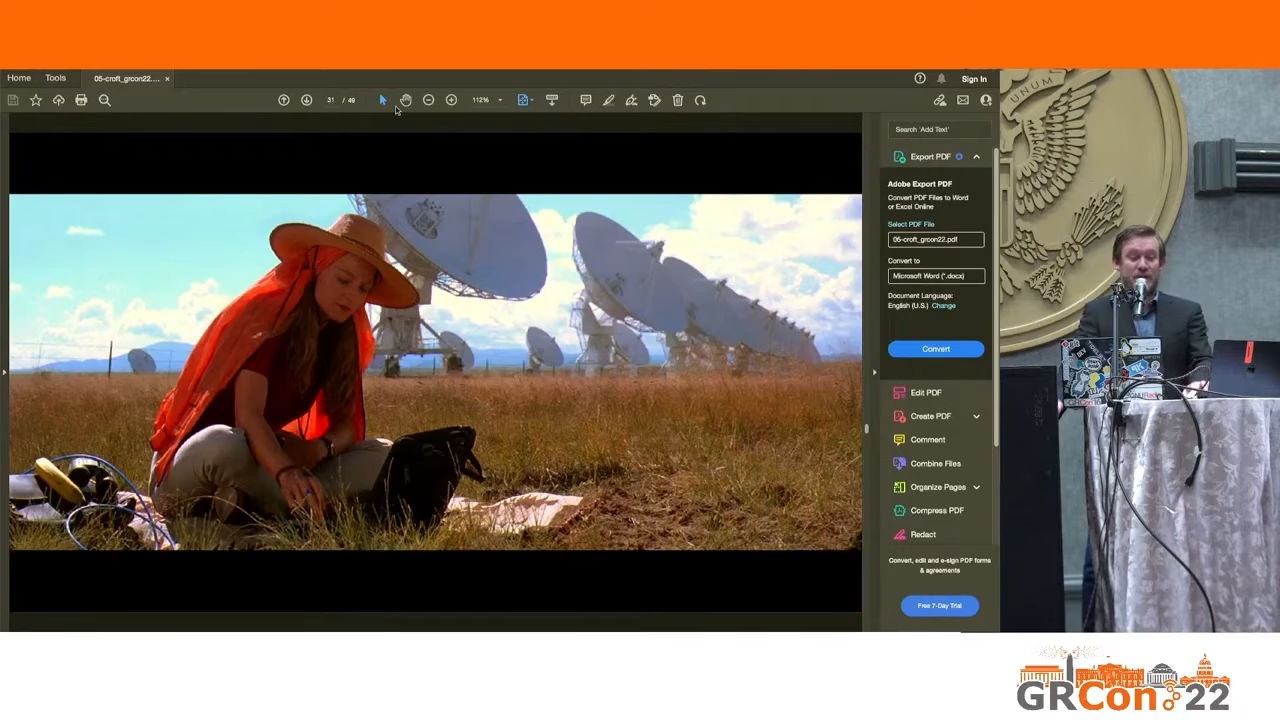 Home Tools 05-croft_grcon22.... × Sign In
31 / 49 112%
Search 'Add Text'
Export PDF
Adobe Export PDF
Convert PDF Files to Word
or Excel Online
Select PDF File
05-croft_grcon22.pdf
Convert to
Microsoft Word (*.docx)
Document Language:
English (U.S.) Change
Convert
Edit PDF
Create PDF
Comment
Combine Files
Organize Pages
Compress PDF
Redact
Convert, edit and e-sign PDF forms
& agreements
Free 7-Day Trial
UNUM
GRCon 22